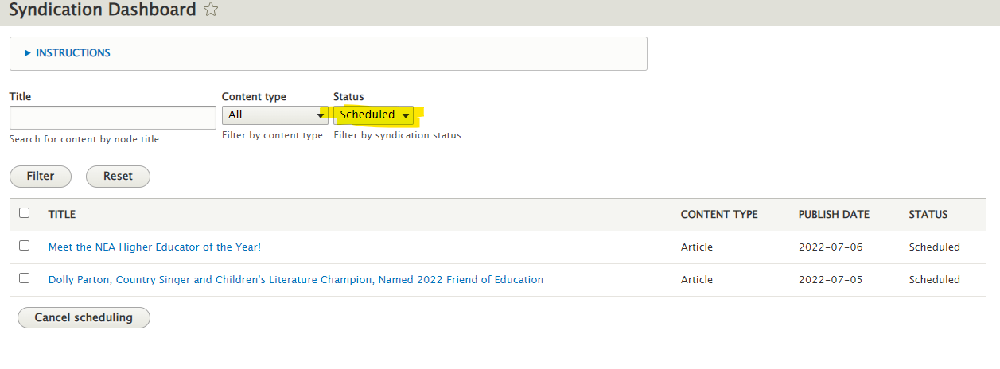 Syndication Dashboard
INSTRUCTIONS
Title Content type Status
All Scheduled
Search for content by node title Filter by content type Filter by syndication status
Filter Reset
TITLE CONTENT TYPE PUBLISH DATE STATUS
Meet the NEA Higher Educator of the Year! Article 2022-07-06 Scheduled
Dolly Parton, Country Singer and Children's Literature Champion, Named 2022 Friend of Education Article 2022-07-05 Scheduled
Cancel scheduling